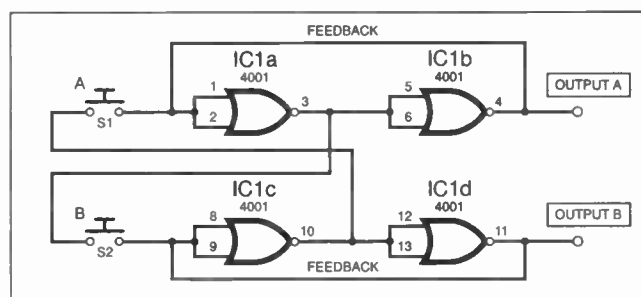 FEEDBACK
IC1a
4001
IC1b
4001
A
S1
1
2
3
5
6
4
OUTPUT A
B
S2
IC1c
4001
IC1d
4001
8
9
10
12
13
11
OUTPUT B
FEEDBACK